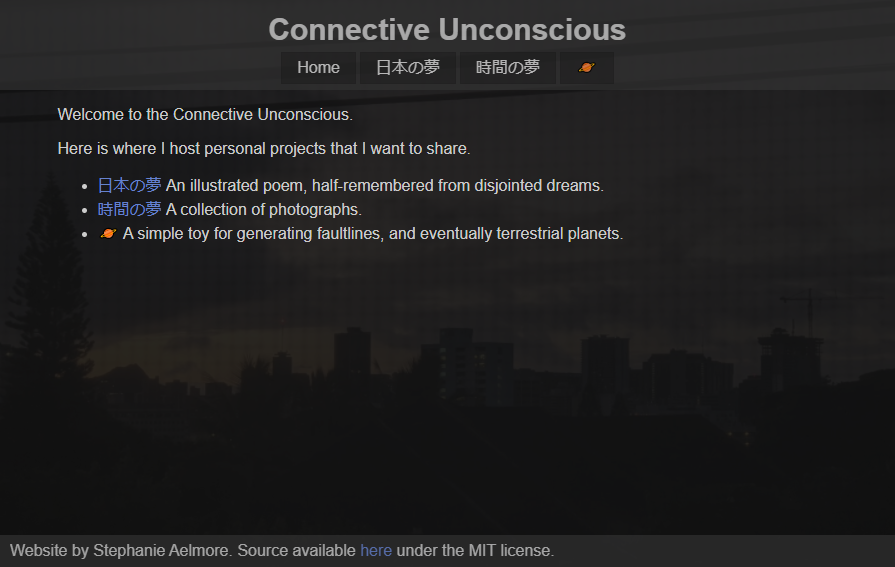 Connective Unconscious
Home 日本の夢 時間の夢
Welcome to the Connective Unconscious.
Here is where I host personal projects that I want to share.
日本の夢 An illustrated poem, half-remembered from disjointed dreams.
時間の夢 A collection of photographs.
🪐 A simple toy for generating faultlines, and eventually terrestrial planets.
Website by Stephanie Aelmore. Source available here under the MIT license.